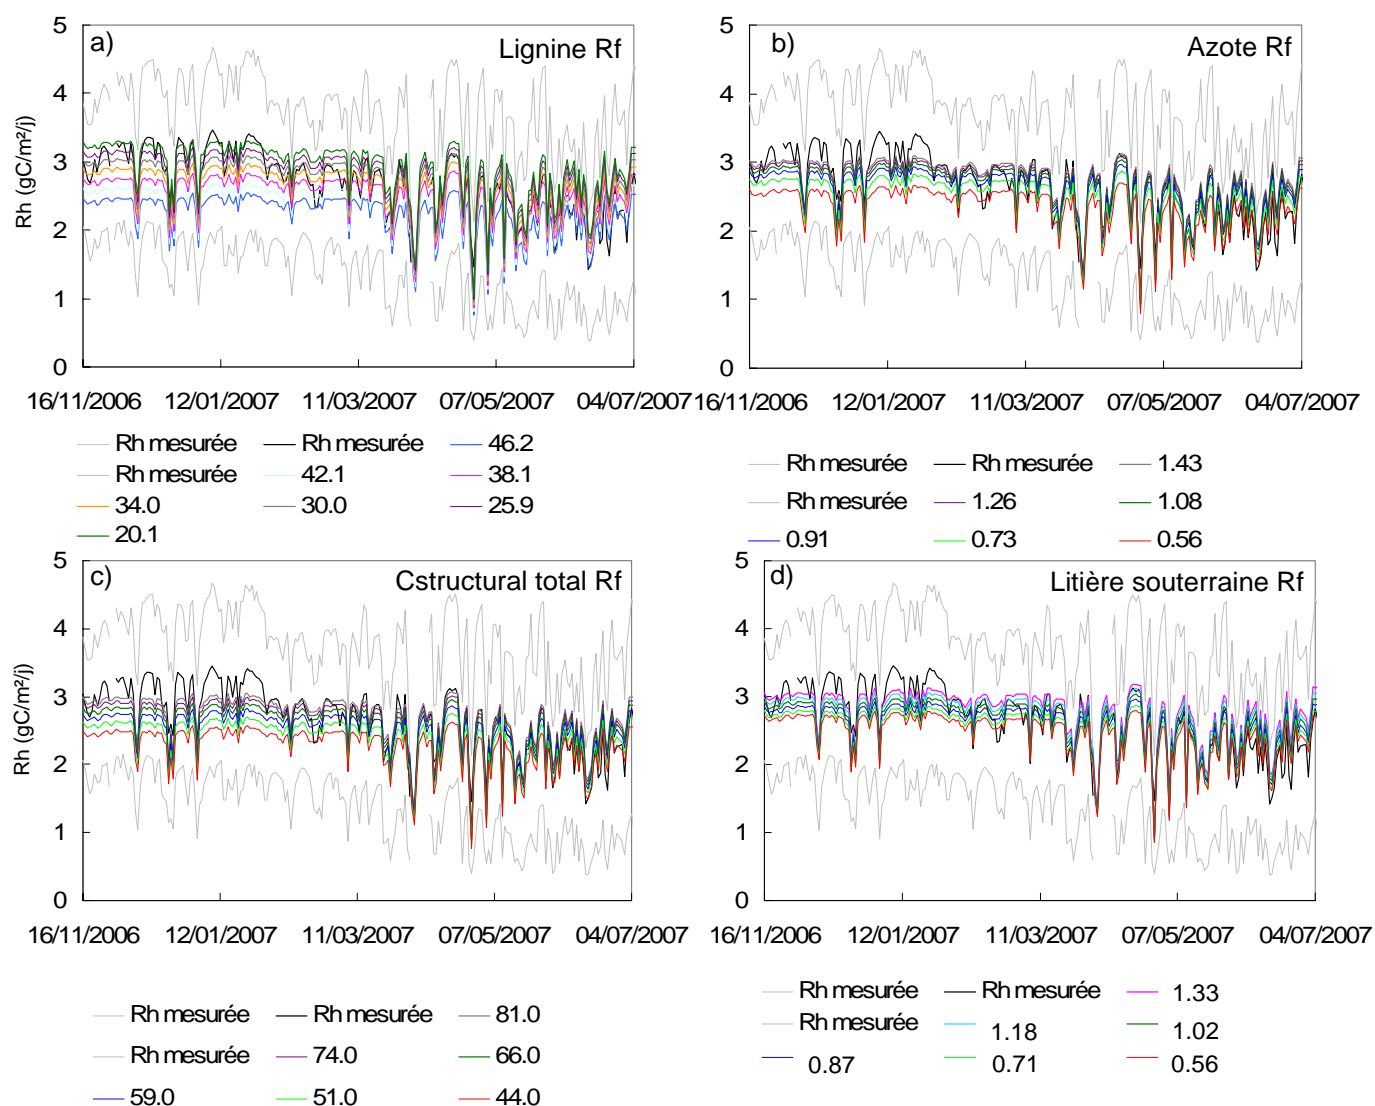 a) Lignine Rf
5
4
3
2
1
0
Rh (gC/m²/j)
16/11/2006 12/01/2007 11/03/2007 07/05/2007 04/07/2007
Rh mesurée Rh mesurée 46.2
Rh mesurée 42.1 38.1
34.0 30.0 25.9
20.1
b) Azote Rf
5
4
3
2
1
0
16/11/2006 12/01/2007 11/03/2007 07/05/2007 04/07/2007
Rh mesurée Rh mesurée 1.43
Rh mesurée 1.26 1.08
0.91 0.73 0.56
c) Cstructural total Rf
5
4
3
2
1
0
Rh (gC/m²/j)
16/11/2006 12/01/2007 11/03/2007 07/05/2007 04/07/2007
Rh mesurée Rh mesurée 81.0
Rh mesurée 74.0 66.0
59.0 51.0 44.0
d) Litière souterraine Rf
5
4
3
2
1
0
16/11/2006 12/01/2007 11/03/2007 07/05/2007 04/07/2007
Rh mesurée Rh mesurée 1.33
Rh mesurée 1.18 1.02
0.87 0.71 0.56